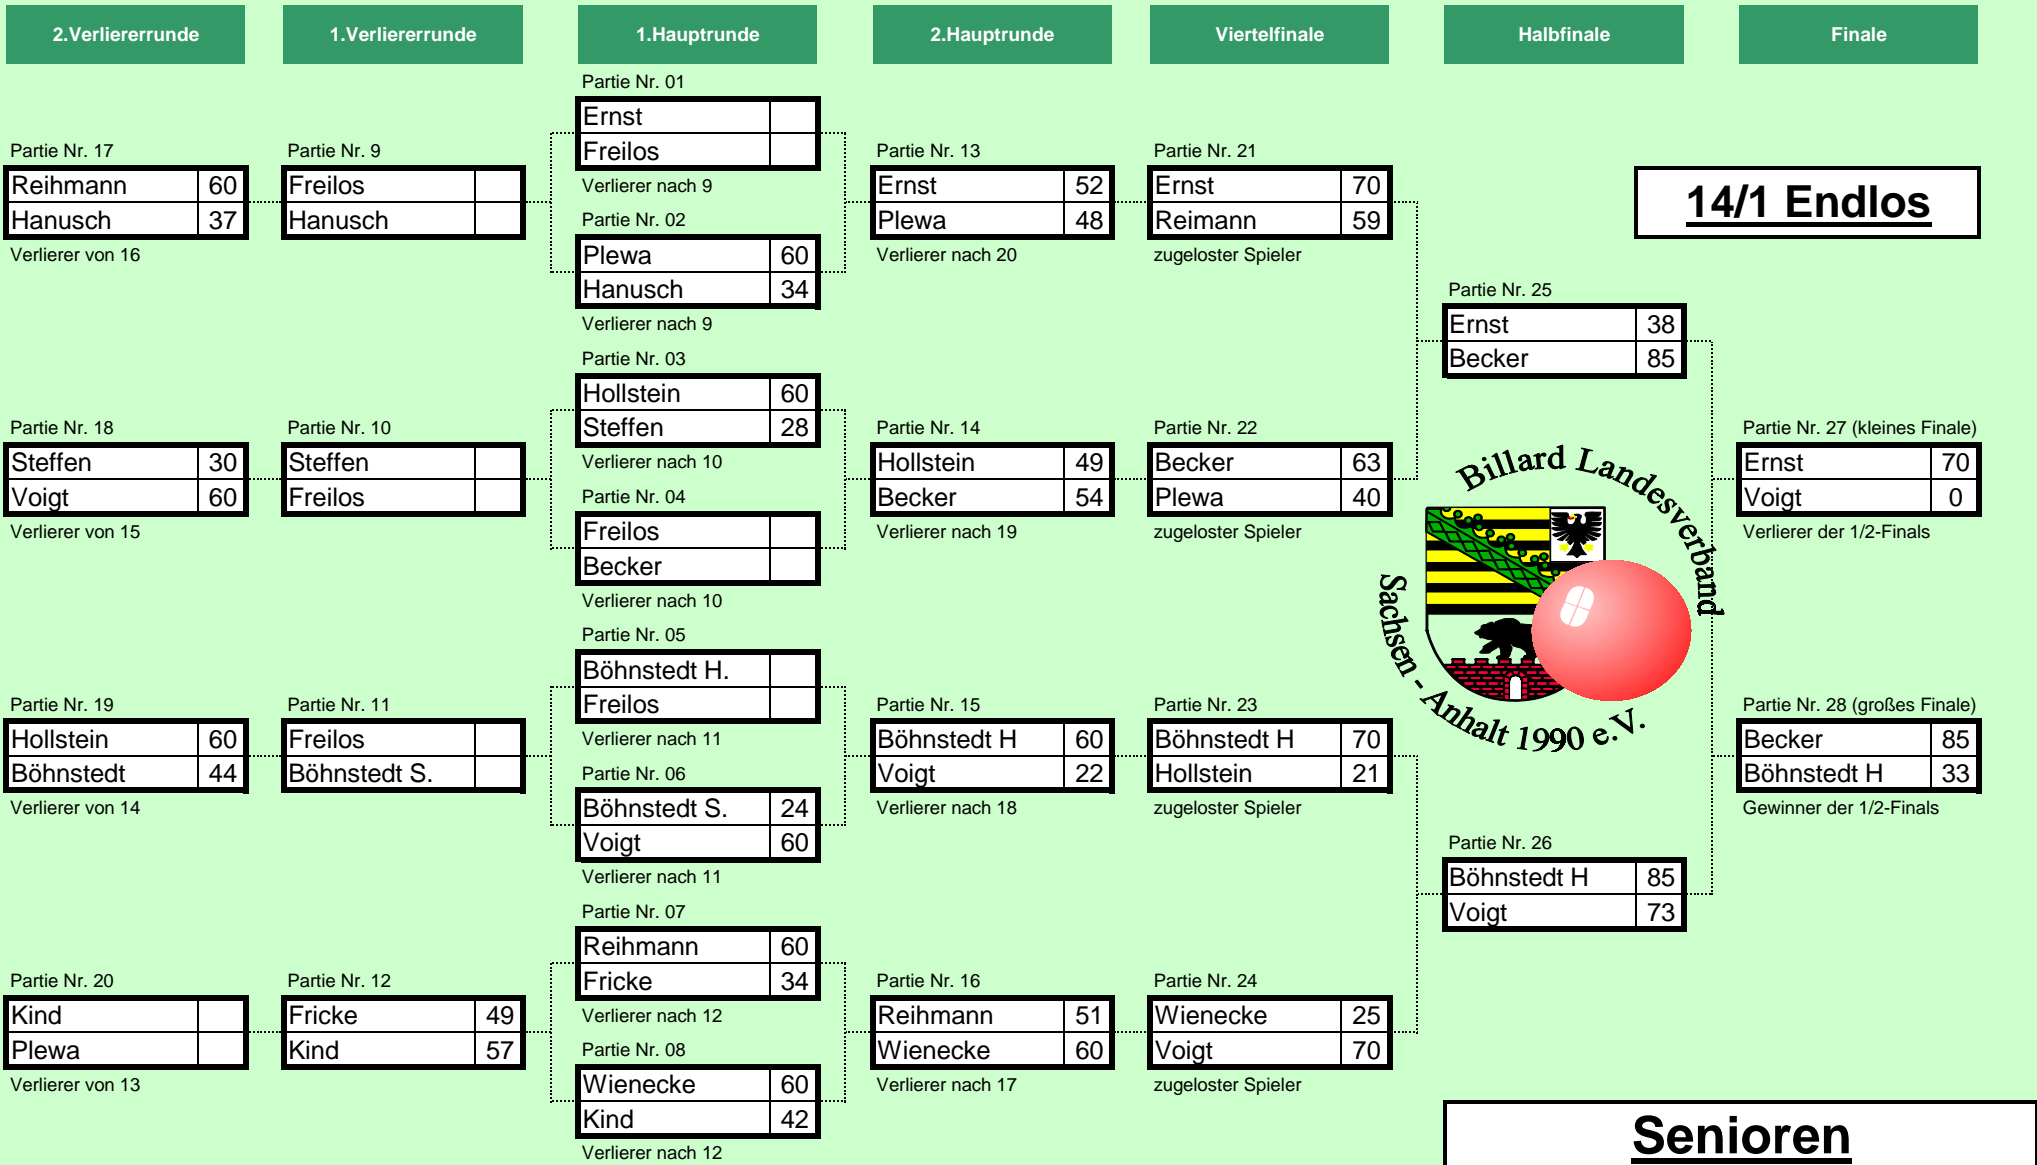 2.Verliererrunde
1.Verliererrunde
1.Hauptrunde
2.Hauptrunde
Viertelfinale
Halbfinale
Finale
Partie Nr. 17
Reihmann 60
Hanusch 37
Verlierer von 16
Partie Nr. 18
Steffen 30
Voigt 60
Verlierer von 15
Partie Nr. 19
Hollstein 60
Böhnstedt 44
Verlierer von 14
Partie Nr. 20
Kind
Plewa
Verlierer von 13
Partie Nr. 9
Freilos
Hanusch
Partie Nr. 10
Steffen
Freilos
Partie Nr. 11
Freilos
Böhnstedt S.
Partie Nr. 12
Fricke 49
Kind 57
Partie Nr. 01
Ernst
Freilos
Verlierer nach 9
Partie Nr. 02
Plewa 60
Hanusch 34
Verlierer nach 9
Partie Nr. 03
Hollstein 60
Steffen 28
Verlierer nach 10
Partie Nr. 04
Freilos
Becker
Verlierer nach 10
Partie Nr. 05
Böhnstedt H.
Freilos
Verlierer nach 11
Partie Nr. 06
Böhnstedt S. 24
Voigt 60
Verlierer nach 11
Partie Nr. 07
Reihmann 60
Fricke 34
Verlierer nach 12
Partie Nr. 08
Wienecke 60
Kind 42
Verlierer nach 12
Partie Nr. 13
Ernst 52
Plewa 48
Verlierer nach 20
Partie Nr. 14
Hollstein 49
Becker 54
Verlierer nach 19
Partie Nr. 15
Böhnstedt H 60
Voigt 22
Verlierer nach 18
Partie Nr. 16
Reihmann 51
Wienecke 60
Verlierer nach 17
Partie Nr. 21
Ernst 70
Reimann 59
zugeloster Spieler
Partie Nr. 22
Becker 63
Plewa 40
zugeloster Spieler
Partie Nr. 23
Böhnstedt H 70
Hollstein 21
zugeloster Spieler
Partie Nr. 24
Wienecke 25
Voigt 70
zugeloster Spieler
Partie Nr. 25
Ernst 38
Becker 85
Partie Nr. 26
Böhnstedt H 85
Voigt 73
14/1 Endlos
Billard Landesverband
Sachsen - Anhalt 1990 e.V.
Partie Nr. 27 (kleines Finale)
Ernst 70
Voigt 0
Verlierer der 1/2-Finals
Partie Nr. 28 (großes Finale)
Becker 85
Böhnstedt H 33
Gewinner der 1/2-Finals
Senioren